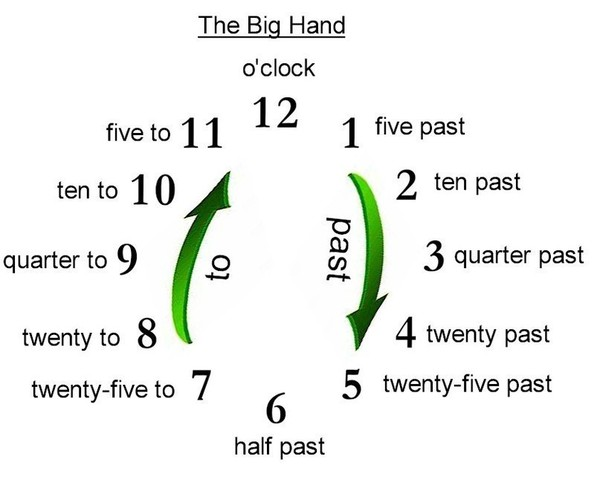 The Big Hand
o'clock
12
five to 11
1 five past
ten to 10
2 ten past
to
past
quarter to 9
3 quarter past
twenty to 8
4 twenty past
twenty-five to 7
5 twenty-five past
6
half past